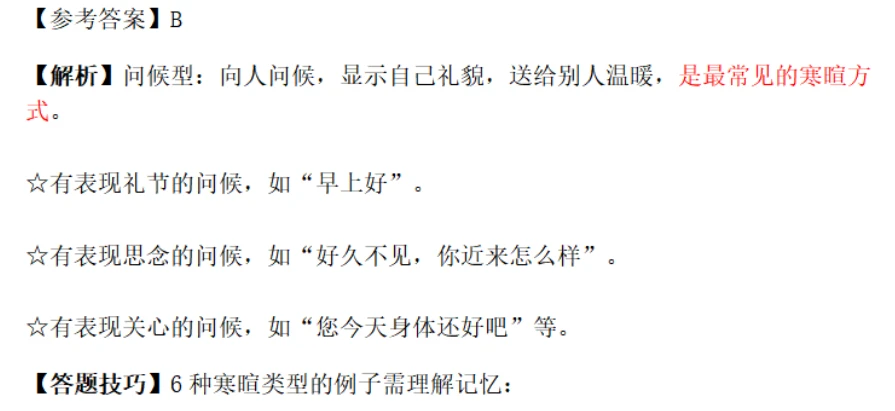 【参考答案】B
【解析】问候型：向人问候，显示自己礼貌，送给别人温暖，是最常见的寒暄方
式。
☆有表现礼节的问候，如“早上好”。
☆有表现思念的问候，如“好久不见，你近来怎么样”。
☆有表现关心的问候，如“您今天身体还好吧”等。
【答题技巧】6 种寒暄类型的例子需理解记忆：